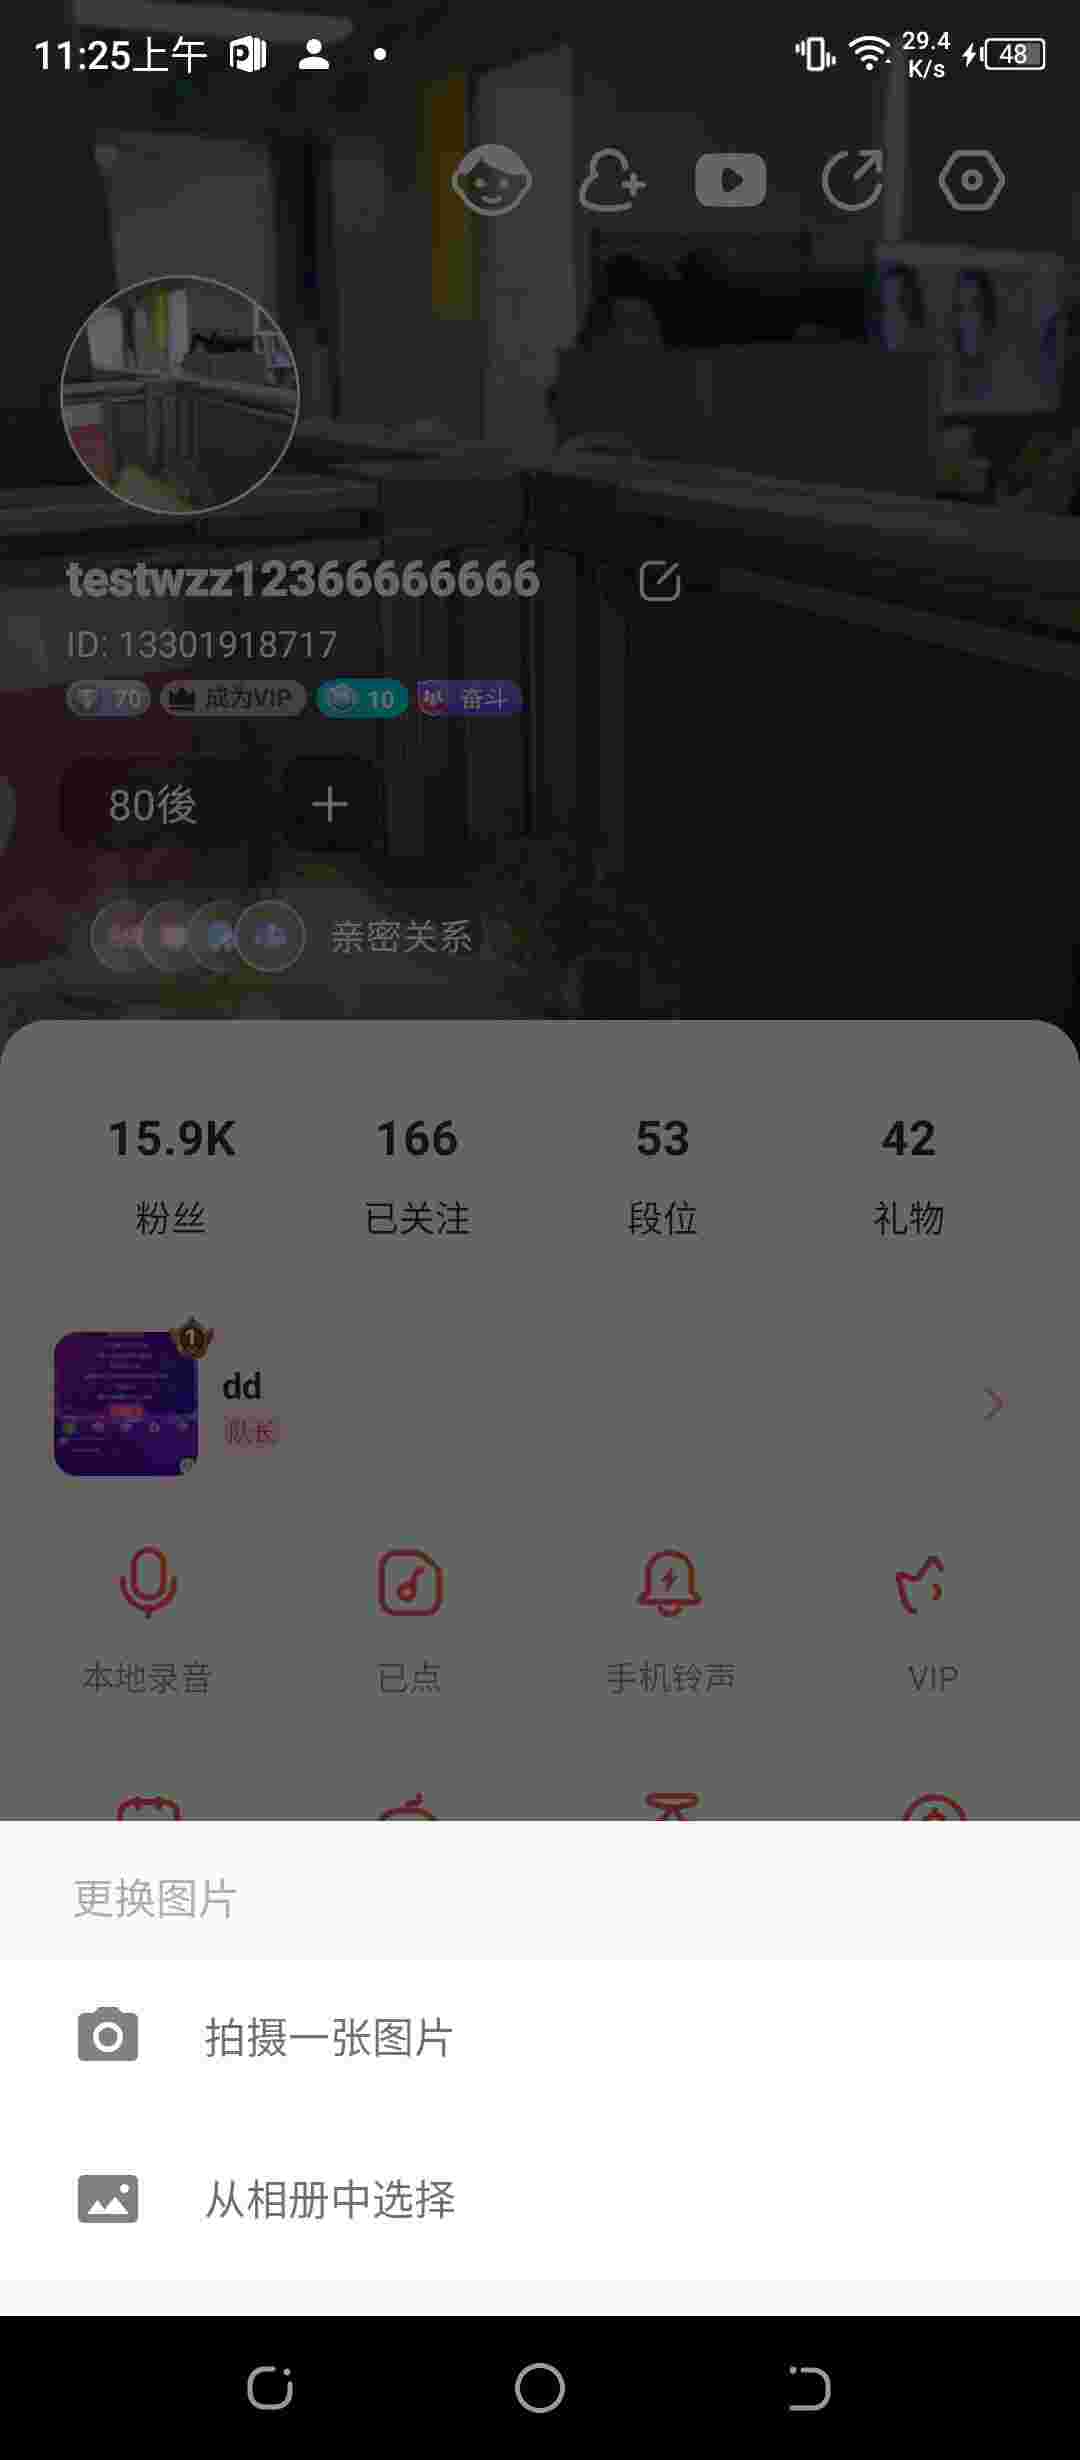 11:25上午
29.4
K/s
48
testwzz12366666666
ID: 13301918717
70 成为VIP 10 奋斗
80後
亲密关系
15.9K 166 53 42
粉丝 已关注 段位 礼物
1
dd
队长
本地录音 已点 手机铃声 VIP
更换图片
拍摄一张图片
从相册中选择